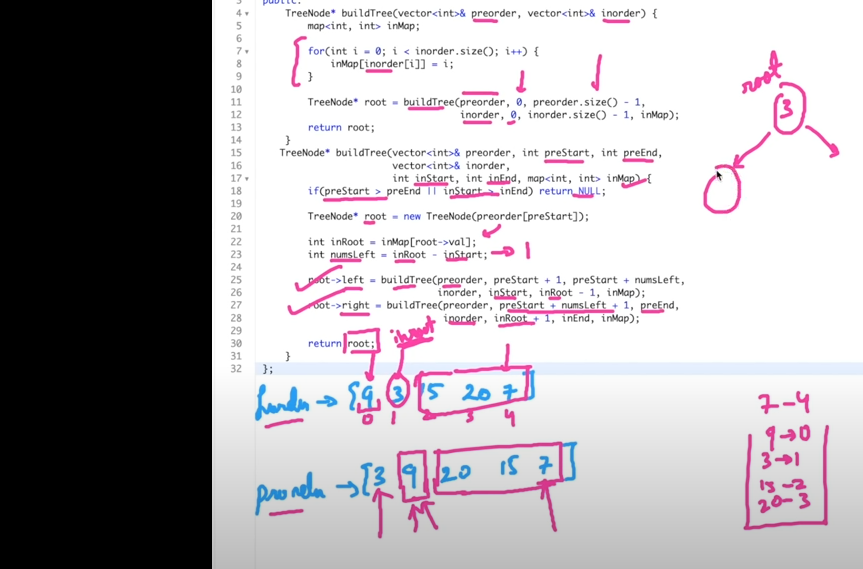 public:
4 TreeNode* buildTree(vector<int>& preorder, vector<int>& inorder) {
5 map<int, int> inMap;
6
7 for(int i = 0; i < inorder.size(); i++) {
8 inMap[inorder[i]] = i;
9 }
10
11 TreeNode* root = buildTree(preorder, 0, preorder.size() - 1,
12 inorder, 0, inorder.size() - 1, inMap);
13 return root;
14 }
15 TreeNode* buildTree(vector<int>& preorder, int preStart, int preEnd,
16 vector<int>& inorder,
17 int inStart, int inEnd, map<int, int> inMap) {
18 if(preStart > preEnd || inStart > inEnd) return NULL;
19
20 TreeNode* root = new TreeNode(preorder[preStart]);
21
22 int inRoot = inMap[root->val];
23 int numsLeft = inRoot - inStart; → 1
24
25 root->left = buildTree(preorder, preStart + 1, preStart + numsLeft,
26 inorder, inStart, inRoot - 1, inMap);
27 root->right = buildTree(preorder, preStart + numsLeft + 1, preEnd,
28 inorder, inRoot + 1, inEnd, inMap);
29
30 return root;
31 }
32 };
root
3
inroot
Inorder → [9 3 15 20 7]
0 1 2 3 4
preorder → [3 9 20 15 7]
7-4
9→0
3→1
15-2
20-3